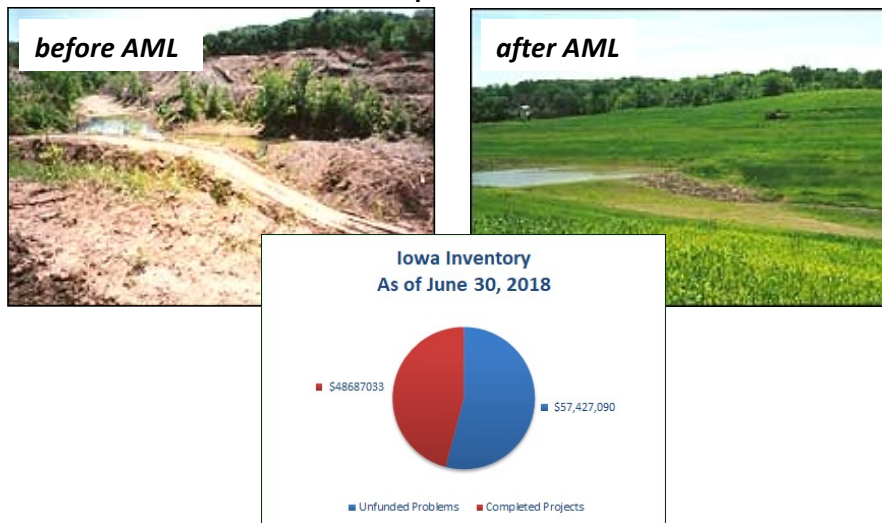 before AML
after AML
Iowa Inventory
As of June 30, 2018
$48687033
$57,427,090
Unfunded Problems
Completed Projects